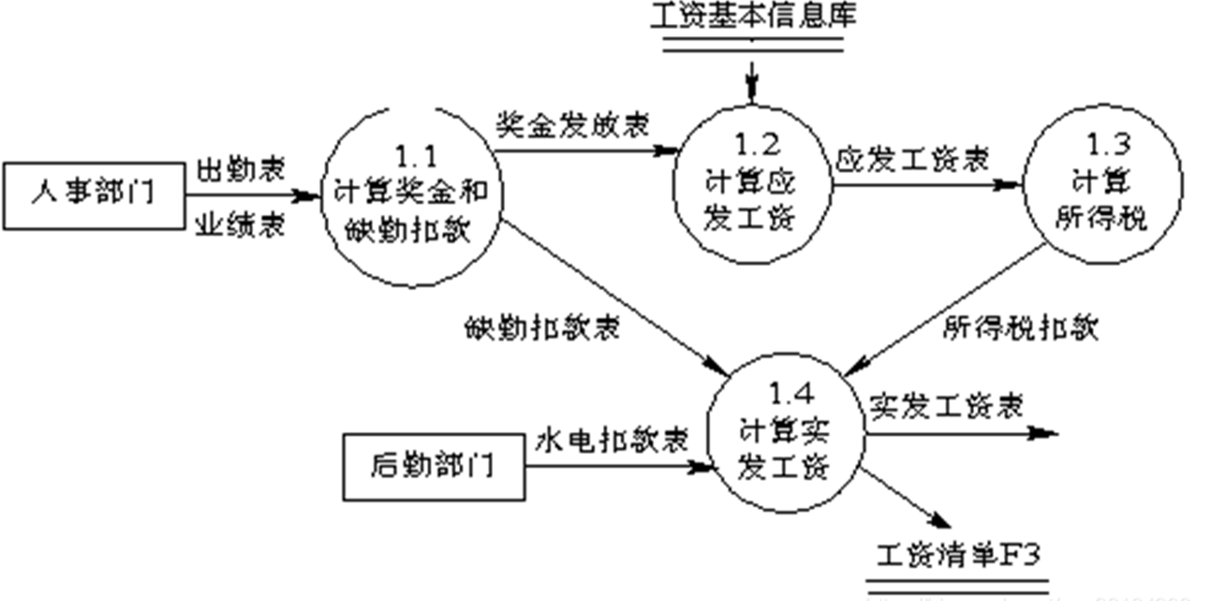 工资基本信息库
奖金发放表
1.1
计算奖金和
缺勤扣款
1.2
计算应
发工资
应发工资表
1.3
计算
所得税
人事部门
出勤表
业绩表
缺勤扣款表
所得税扣款
1.4
计算实
发工资
实发工资表
后勤部门
水电扣款表
工资清单F3